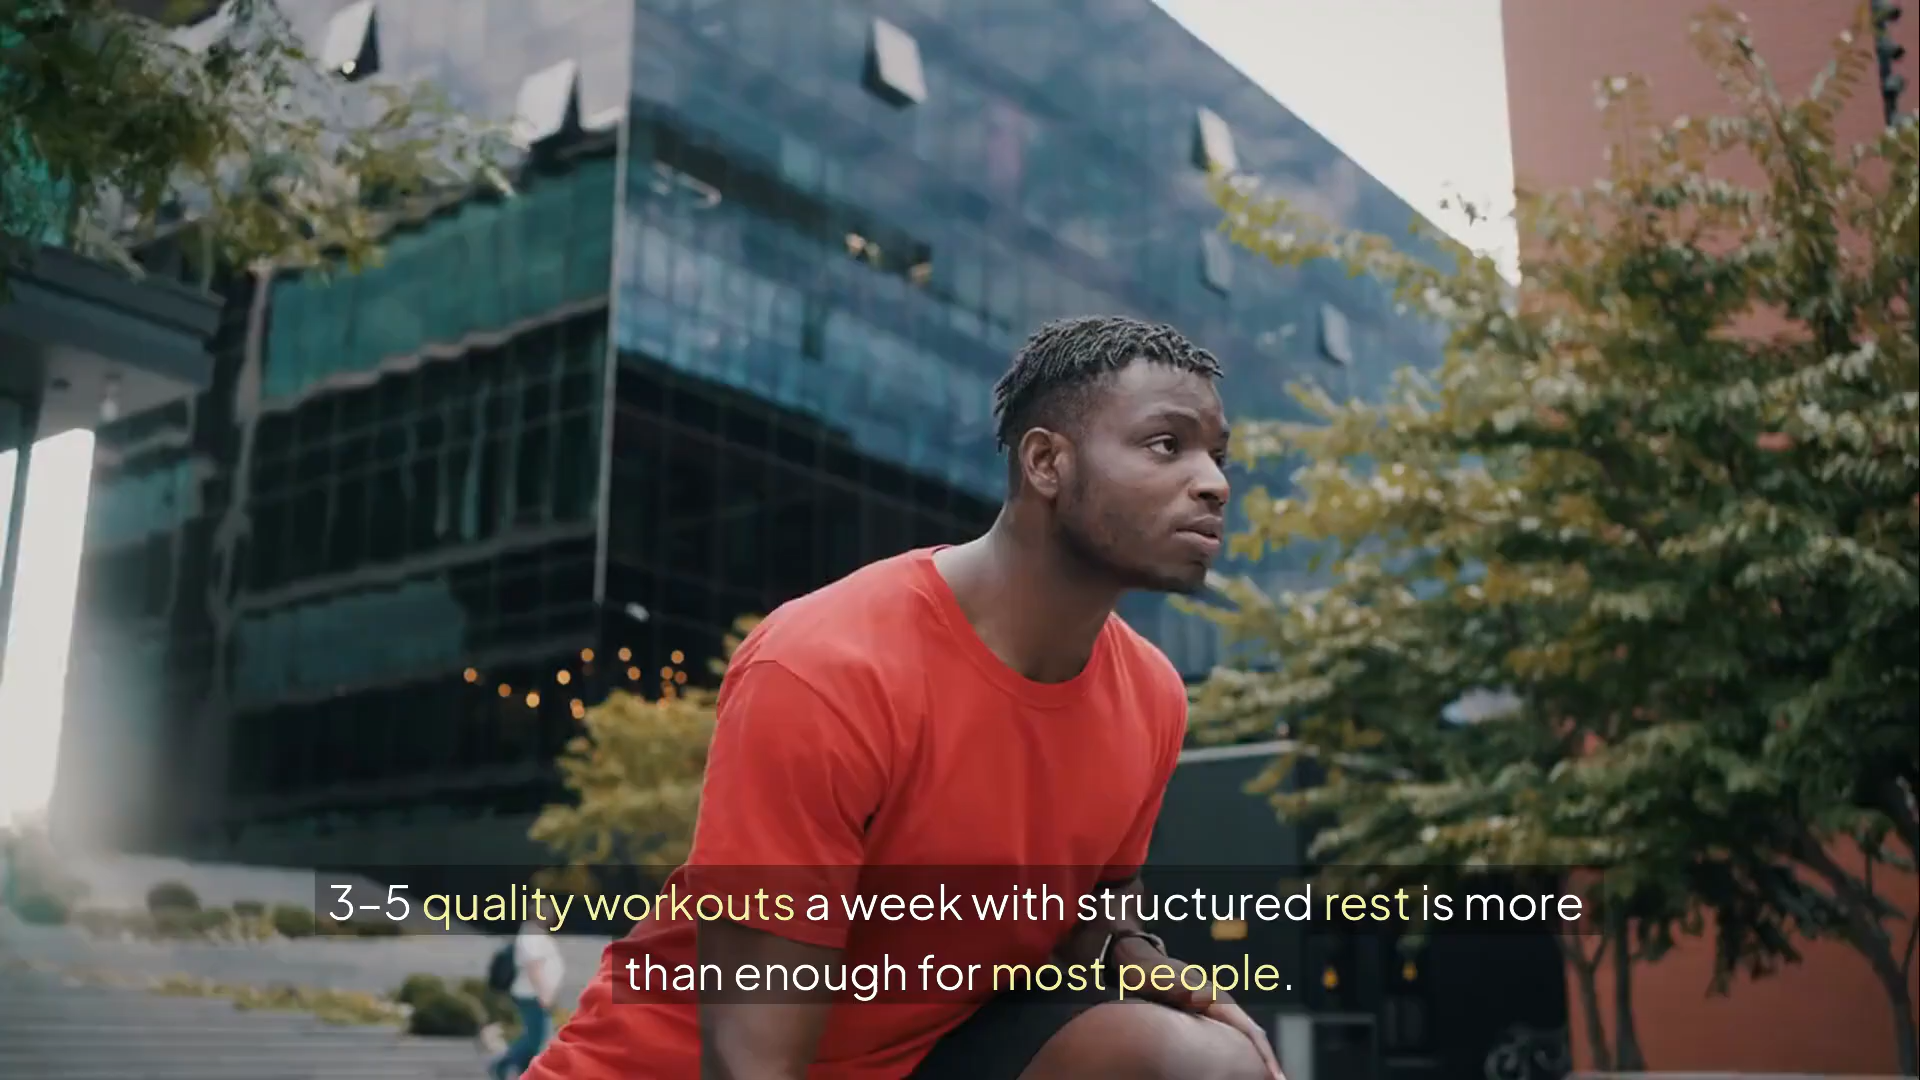 3–5 quality workouts a week with structured rest is more
than enough for most people.